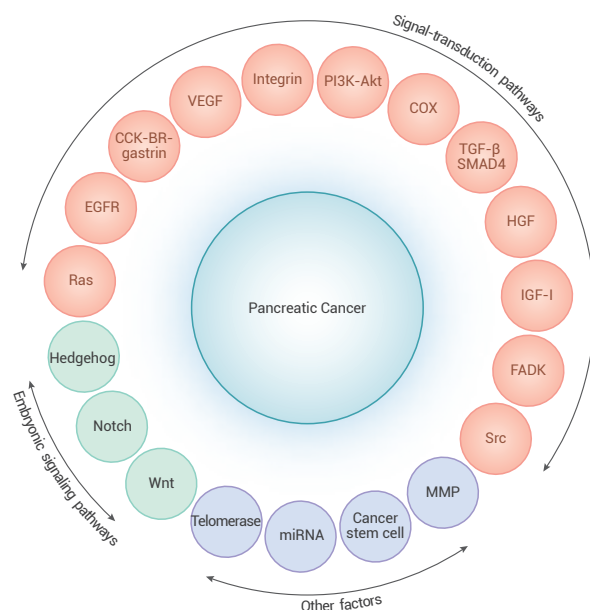 Signal-transduction pathways
Integrin
PI3K-Akt
VEGF
COX
CCK-BR-
gastrin
TGF-β
SMAD4
EGFR
HGF
Ras
IGF-I
Pancreatic Cancer
Hedgehog
FADK
Notch
Src
Wnt
MMP
Telomerase
miRNA
Cancer
stem cell
Embryonic signaling pathways
Other factors